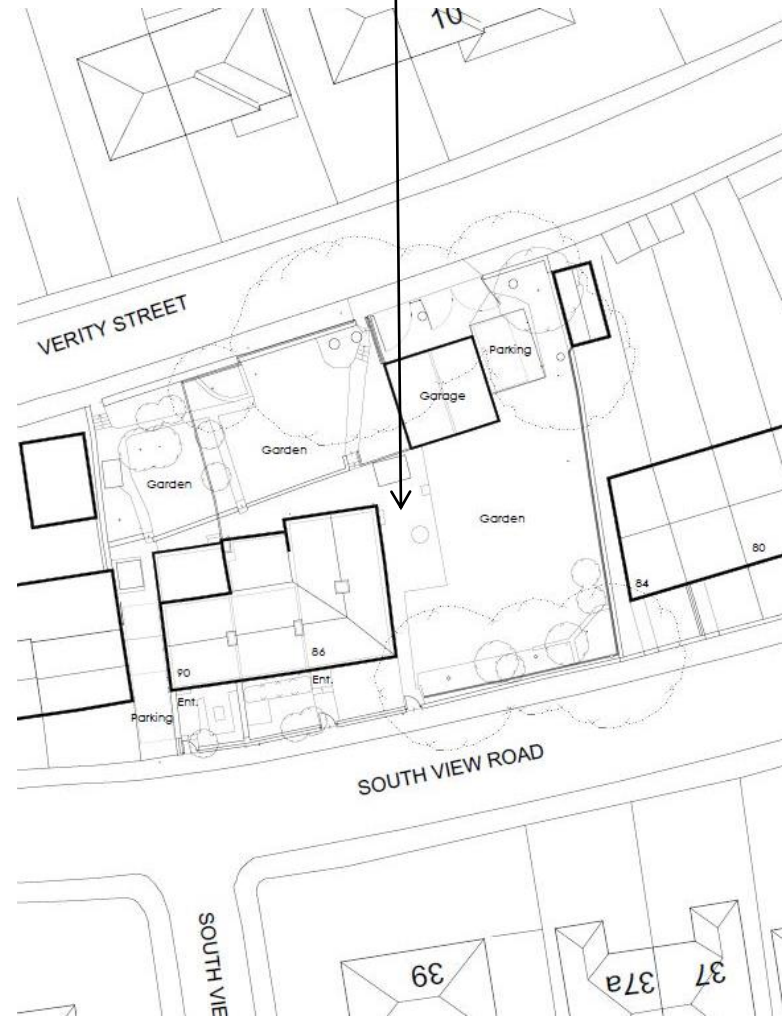 10
VERITY STREET
Parking
Garage
Garden
Garden
Garden
Garden
80
84
86
90
Ent.
Ent.
Parking
SOUTH VIEW ROAD
SOUTH VIE
39
37a
37